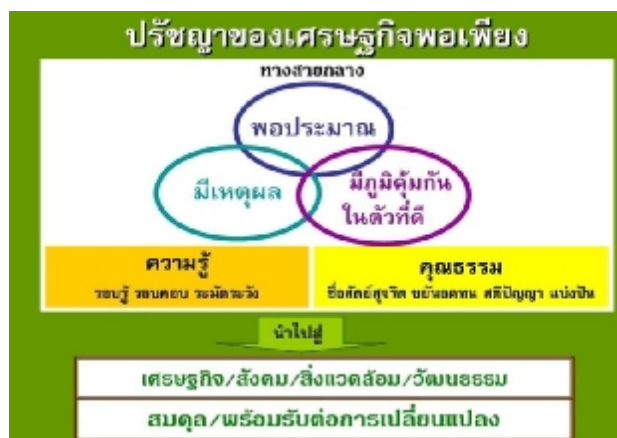 ปรัชญาของเศรษฐกิจพอเพียง
ทางสายกลาง
พอประมาณ
มีเหตุผล
มีภูมิคุ้มกัน
ในตัวที่ดี
ความรู้
รอบรู้ รอบคอบ ระมัดระวัง
คุณธรรม
ซื่อสัตย์สุจริต ขยันอดทน สติปัญญา แบ่งปัน
นำไปสู่
เศรษฐกิจ/สังคม/สิ่งแวดล้อม/วัฒนธรรม
สมดุล/พร้อมรับต่อการเปลี่ยนแปลง